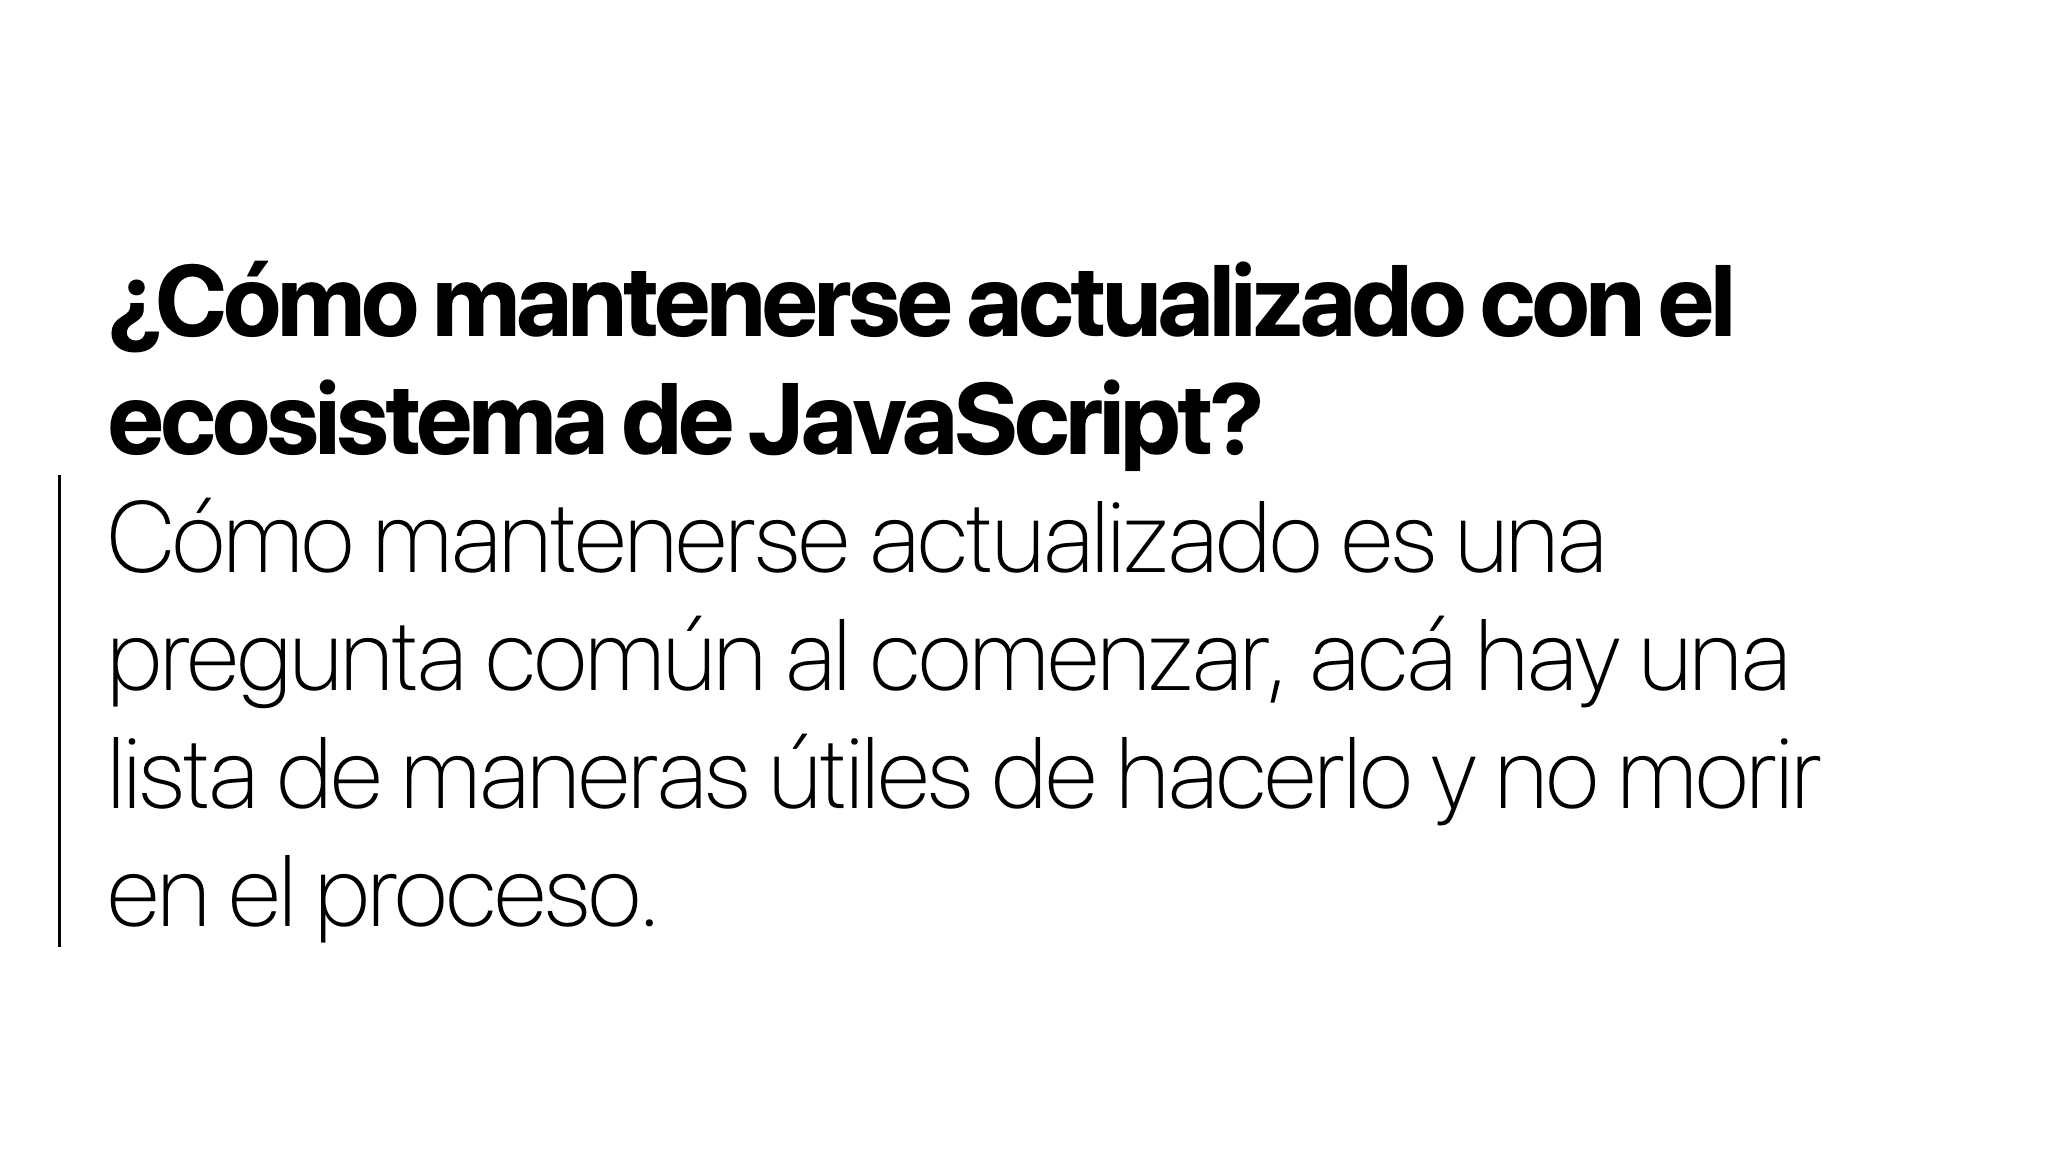 ¿Cómo mantenerse actualizado con el
ecosistema de JavaScript?
Cómo mantenerse actualizado es una
pregunta común al comenzar, acá hay una
lista de maneras útiles de hacerlo y no morir
en el proceso.